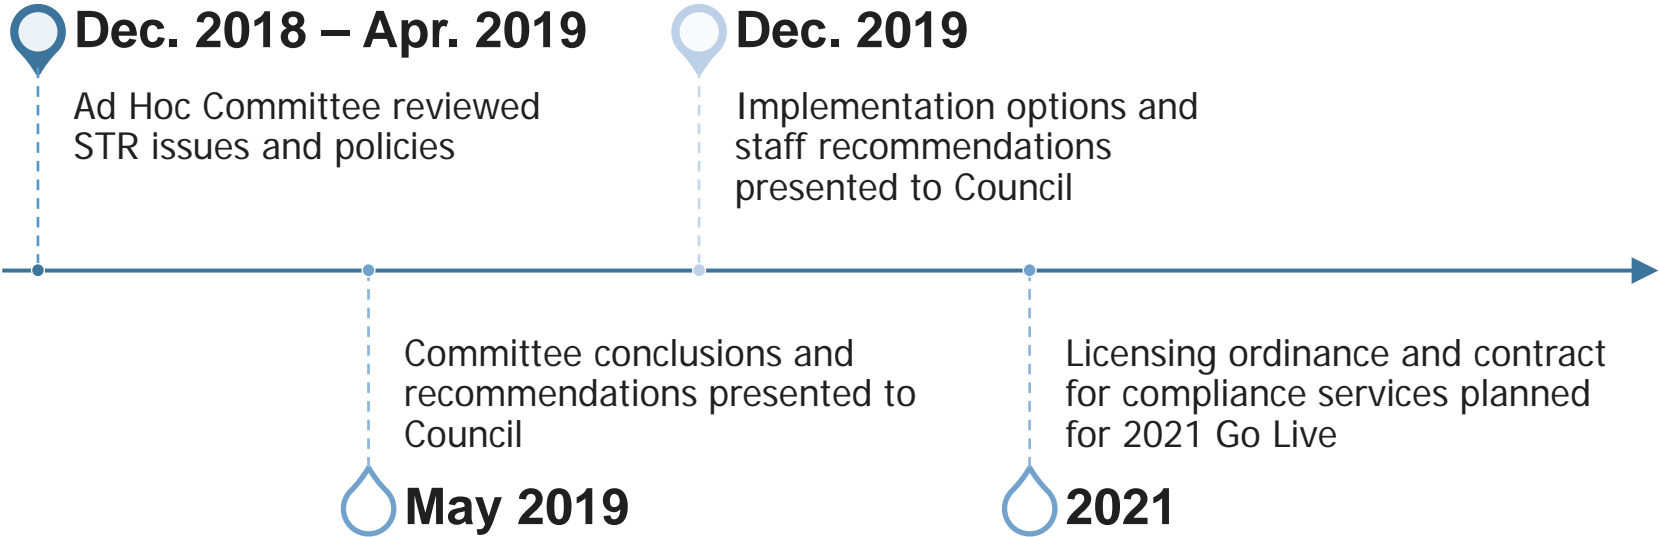 Dec. 2018 – Apr. 2019
Ad Hoc Committee reviewed
STR issues and policies
May 2019
Committee conclusions and
recommendations presented to
Council
Dec. 2019
Implementation options and
staff recommendations
presented to Council
2021
Licensing ordinance and contract
for compliance services planned
for 2021 Go Live